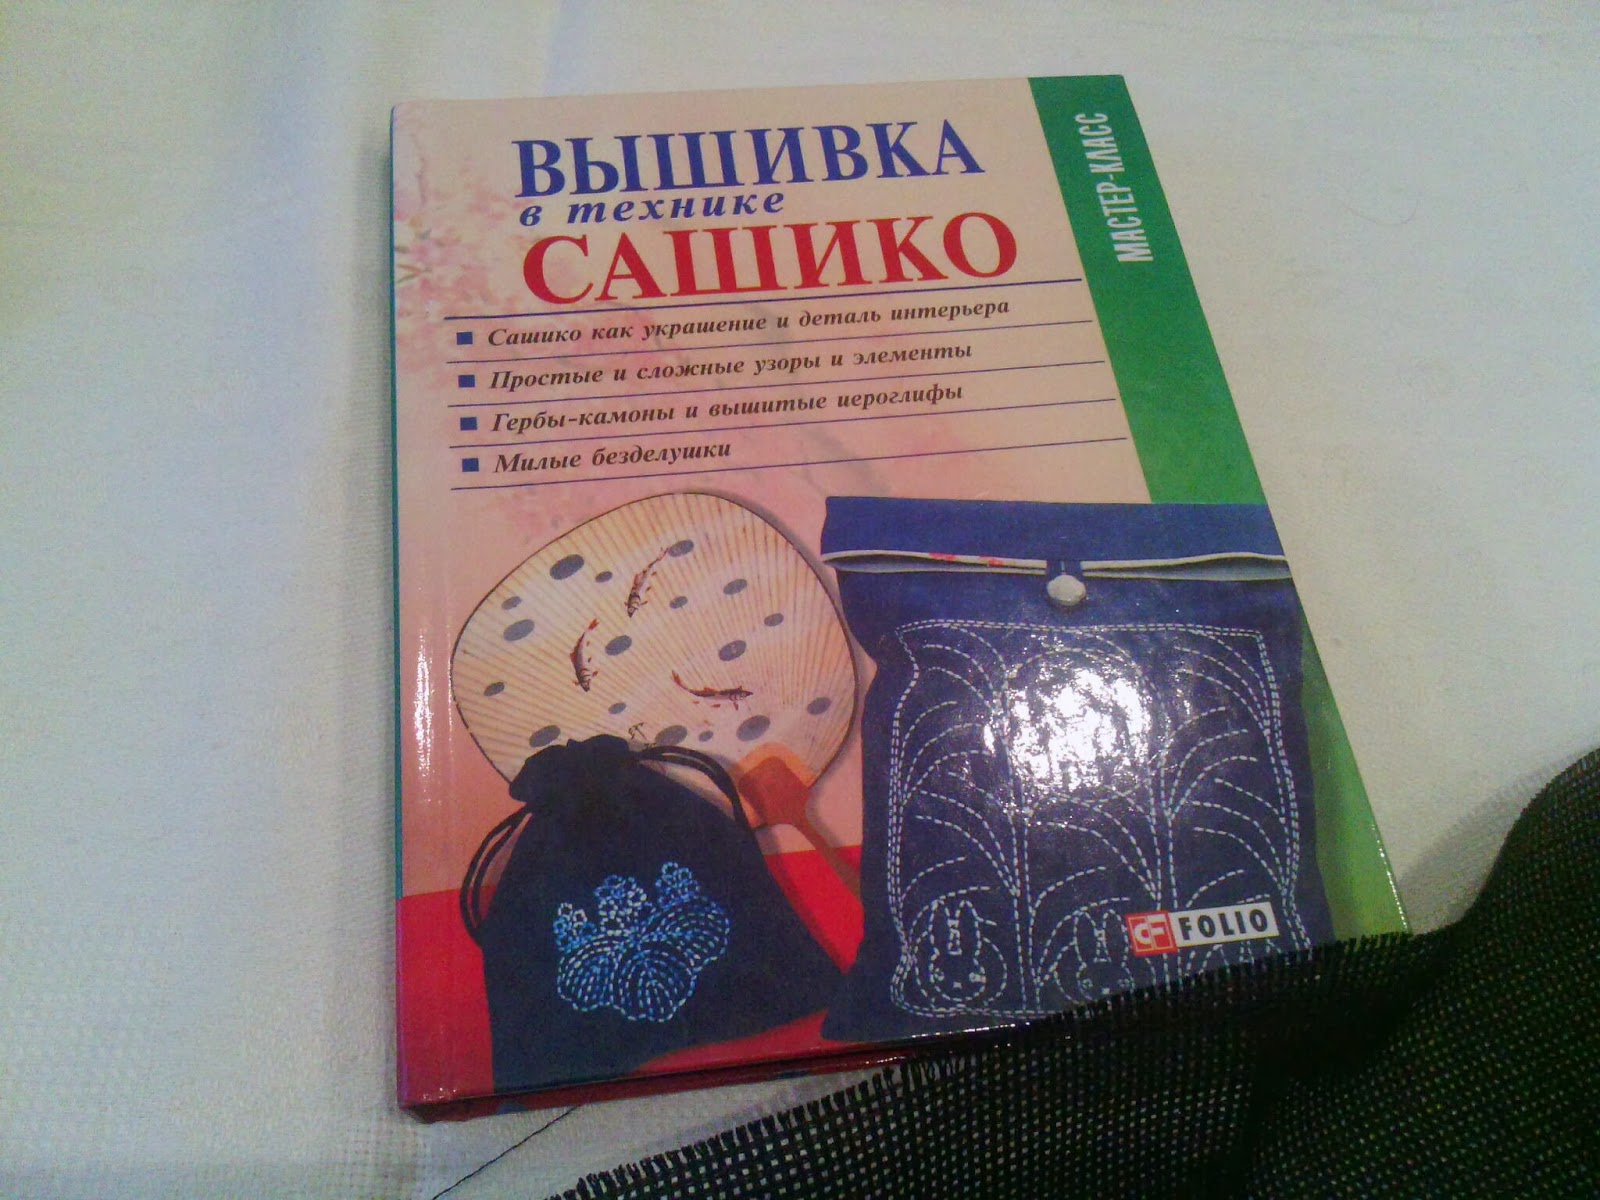 ВЫШИВКА
в технике
САШИКО
Сашико как украшение и деталь интерьера
Простые и сложные узоры и элементы
Гербы-камоны и вышитые иероглифы
Милые безделушки
МАСТЕР-КЛАСС
CF FOLIO